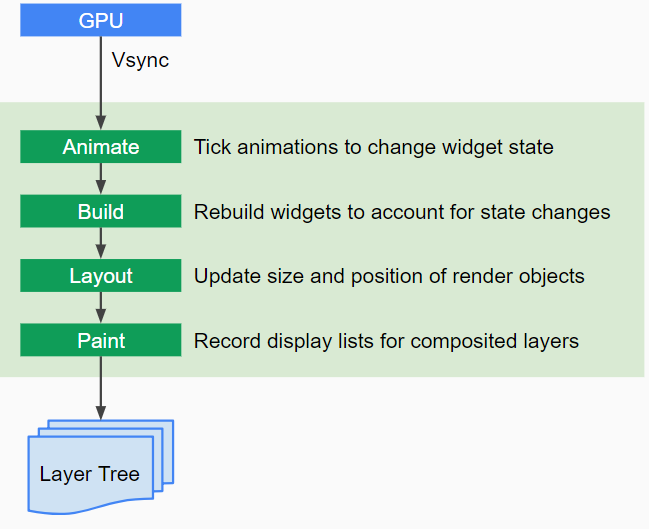 GPU
Vsync
Animate Tick animations to change widget state
Build Rebuild widgets to account for state changes
Layout Update size and position of render objects
Paint Record display lists for composited layers
Layer Tree